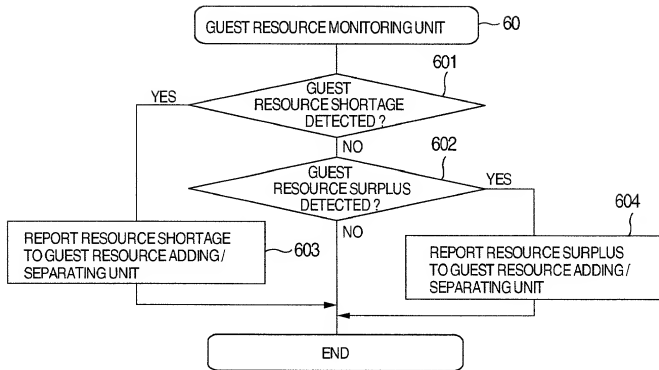 GUEST RESOURCE MONITORING UNIT
60
601
GUEST
RESOURCE SHORTAGE
DETECTED ?
YES
NO
602
GUEST
RESOURCE SURPLUS
DETECTED ?
YES
NO
604
REPORT RESOURCE SHORTAGE
TO GUEST RESOURCE ADDING /
SEPARATING UNIT
603
REPORT RESOURCE SURPLUS
TO GUEST RESOURCE ADDING /
SEPARATING UNIT
END